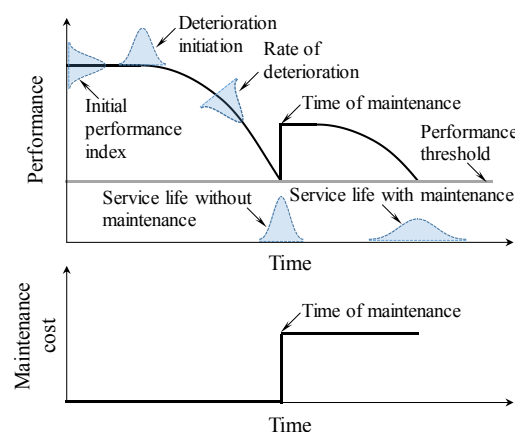 Deterioration
initiation
Rate of
deterioration
Initial
performance
index
Time of maintenance
Performance
threshold
Service life without
maintenance
Service life with maintenance
Performance
Time
Time of maintenance
Maintenance
cost
Time